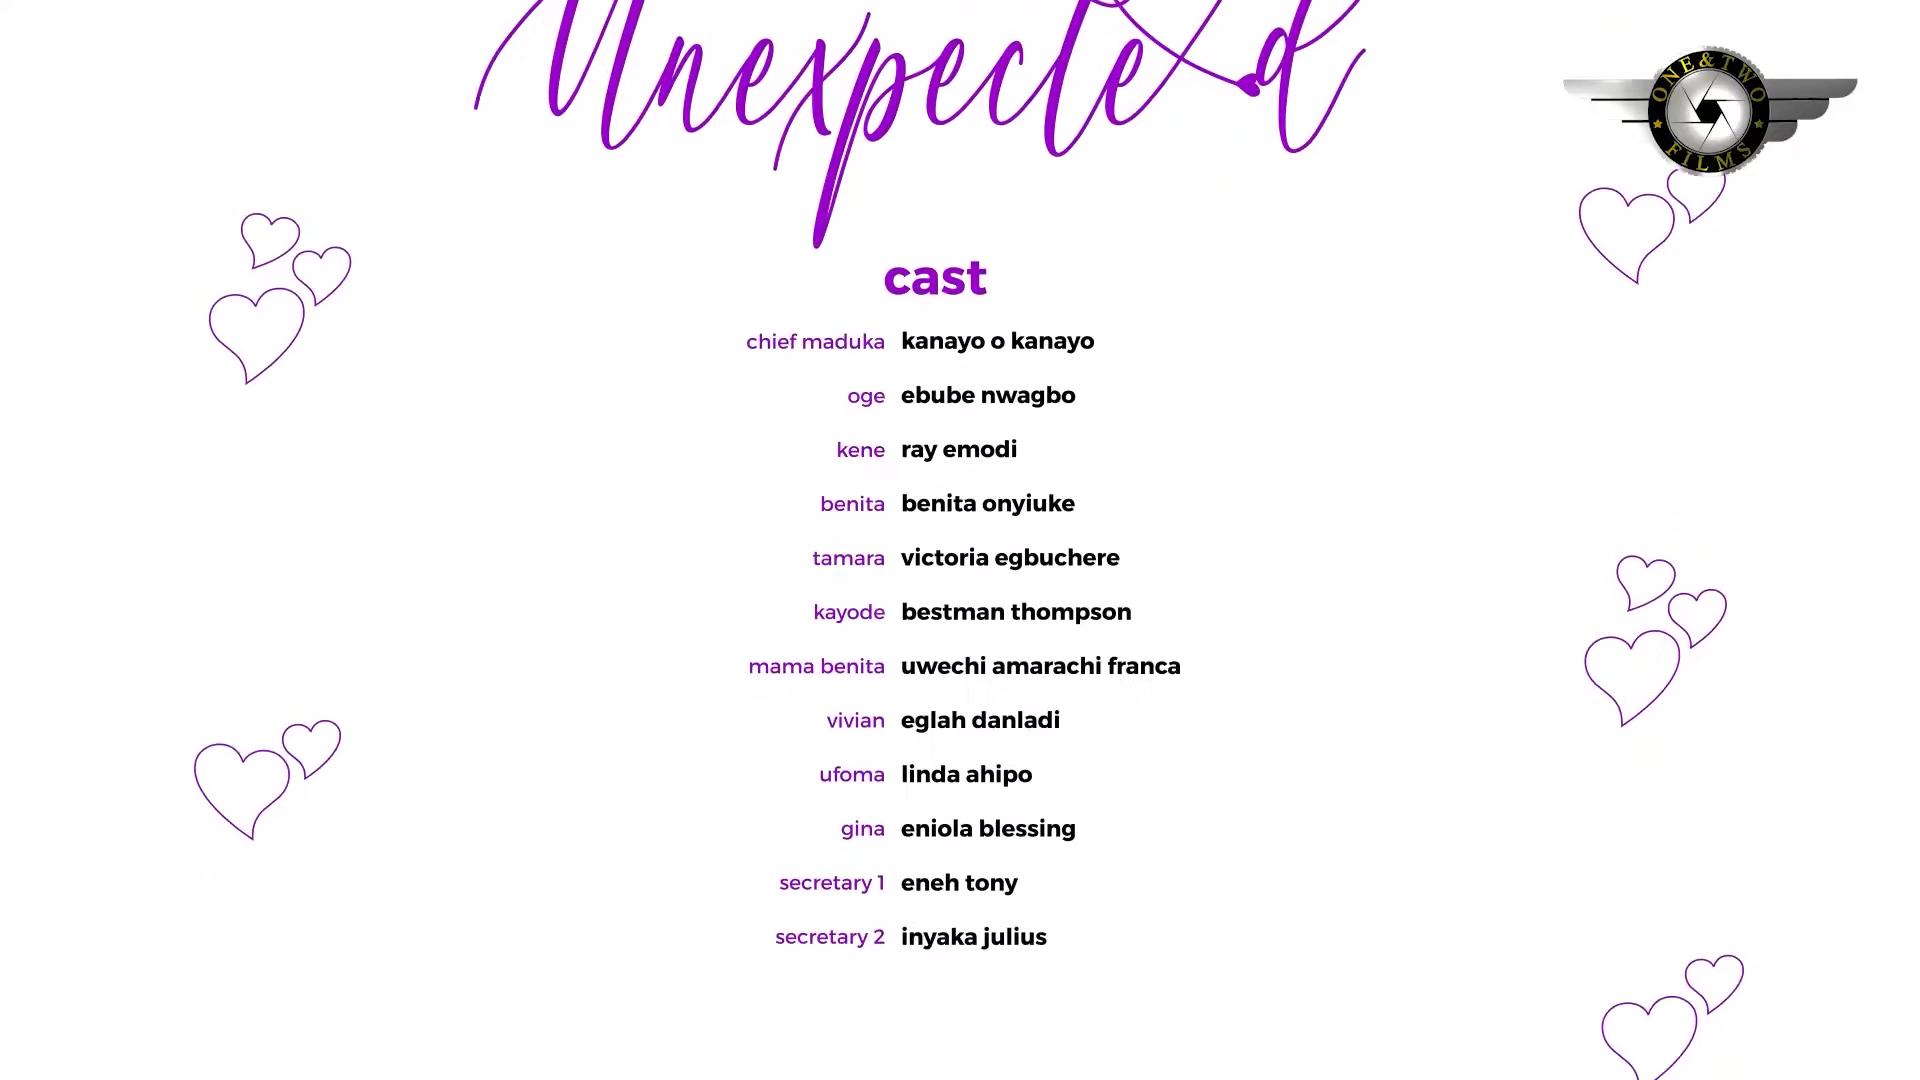 Unexpected
ONE&TWO
FILMS
cast
chief maduka kanayo o kanayo
oge ebube nwagbo
kene ray emodi
benita benita onyiuke
tamara victoria egbuchere
kayode bestman thompson
mama benita uwechi amarachi franca
vivian eglah danladi
ufoma linda ahipo
gina eniola blessing
secretary 1 eneh tony
secretary 2 inyaka julius